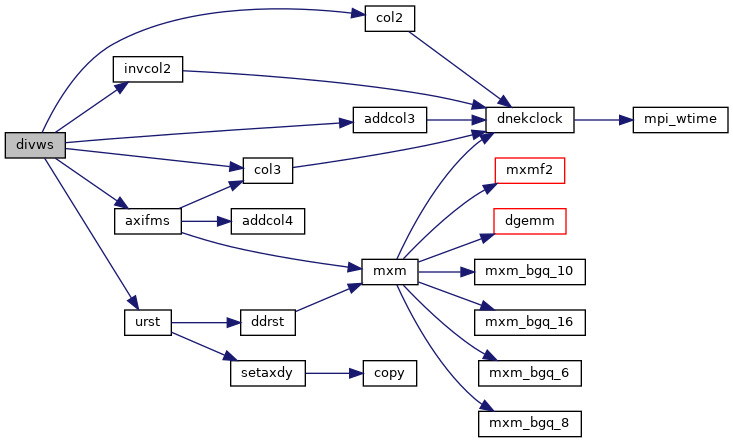 col2
invcol2
addcol3
dnekclock
mpi_wtime
divws
col3
mxmf2
axifms
addcol4
dgemm
mxm
mxm_bgq_10
urst
ddrst
mxm_bgq_16
setaxdy
copy
mxm_bgq_6
mxm_bgq_8